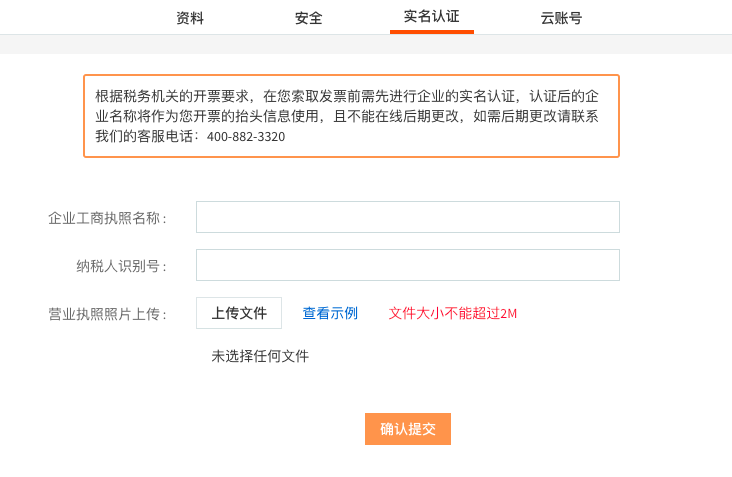 资料 安全 实名认证 云账号
根据税务机关的开票要求，在您索取发票前需先进行企业的实名认证，认证后的企
业名称将作为您开票的抬头信息使用，且不能在线后期更改，如需后期更改请联系
我们的客服电话：400-882-3320
企业工商执照名称：
纳税人识别号：
营业执照照片上传： 上传文件 查看示例 文件大小不能超过2M
未选择任何文件
确认提交